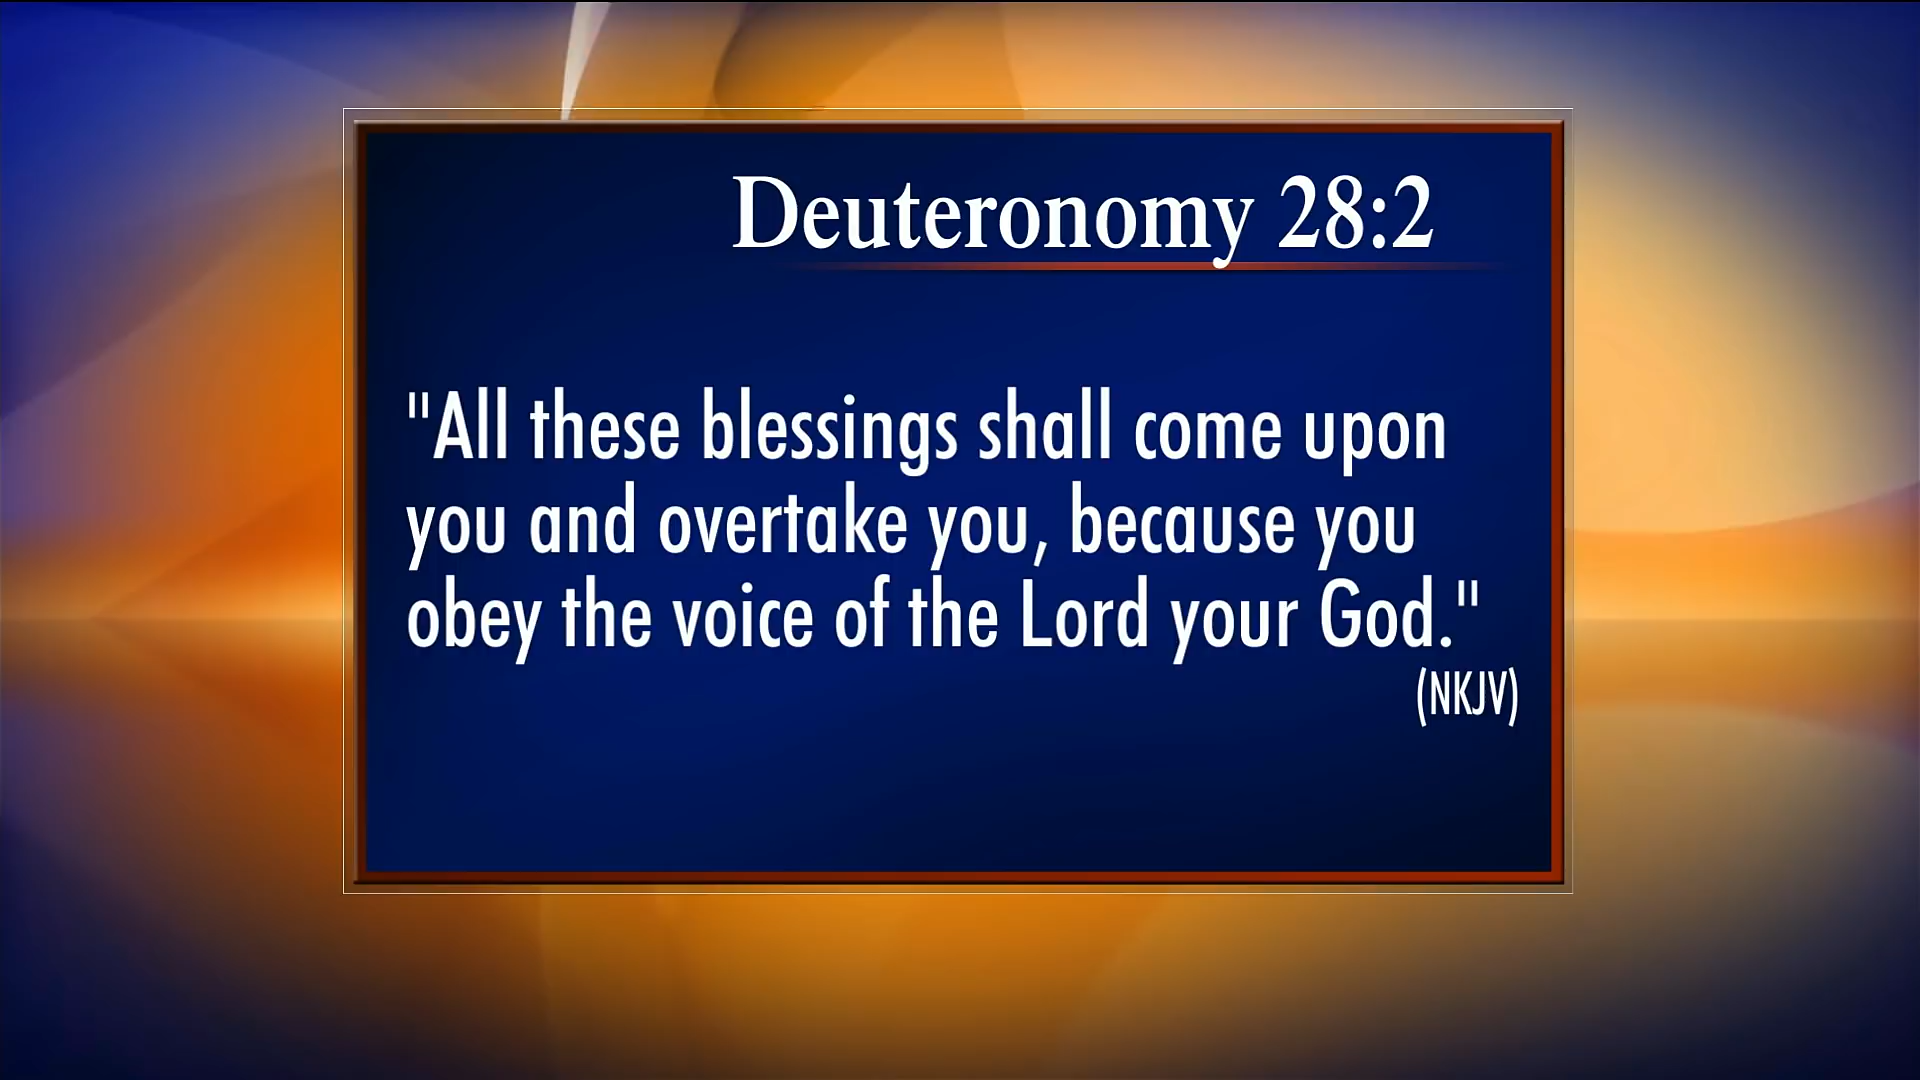 Deuteronomy 28:2
"All these blessings shall come upon
you and overtake you, because you
obey the voice of the Lord your God."
(NKJV)